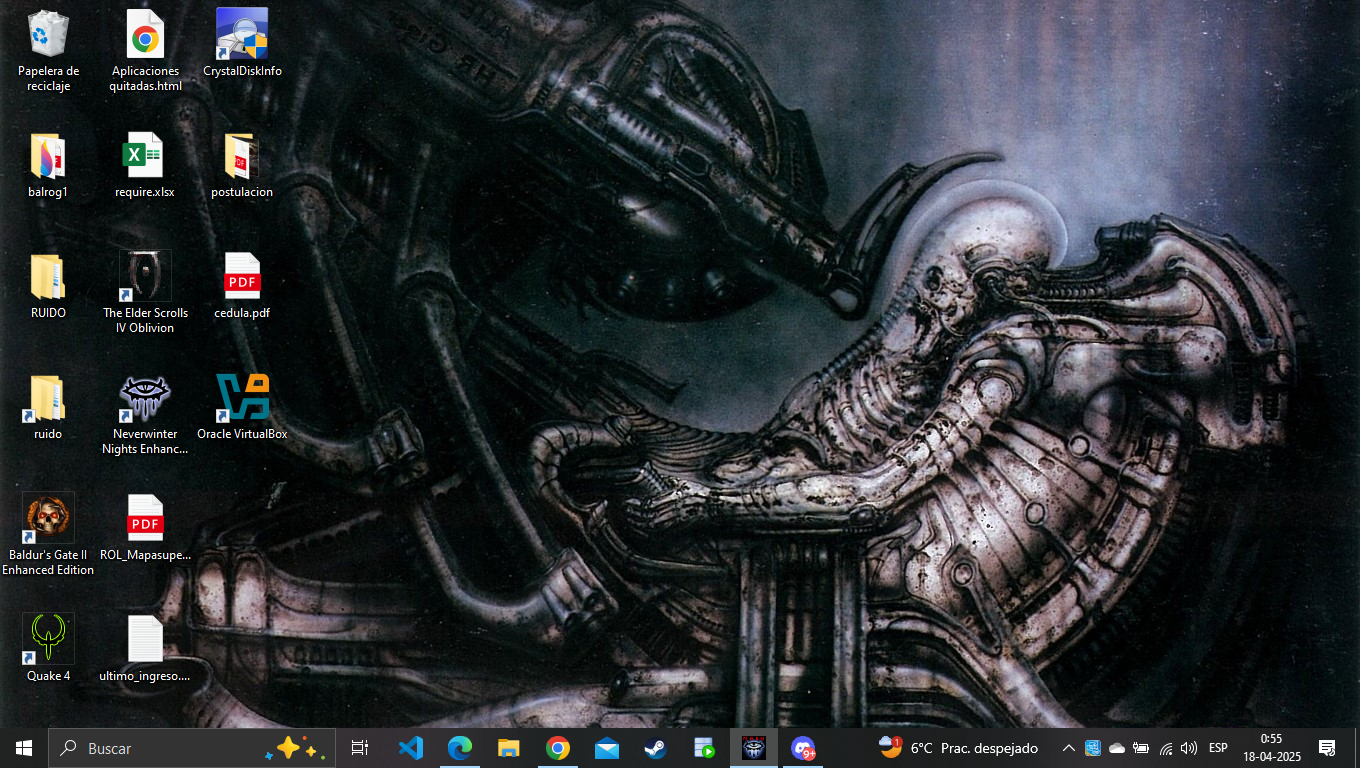 Papelera de
reciclaje
Aplicaciones
quitadas.html
CrystalDiskInfo
balrog1
require.xlsx
postulacion
RUIDO
The Elder Scrolls
IV Oblivion
PDF
cedula.pdf
ruido
Neverwinter
Nights Enhanc...
Oracle VirtualBox
Baldur's Gate II
Enhanced Edition
PDF
ROL_Mapasupe...
Quake 4
ultimo_ingreso....
Buscar
9+
1
6°C Prac. despejado
ESP
0:55
18-04-2025